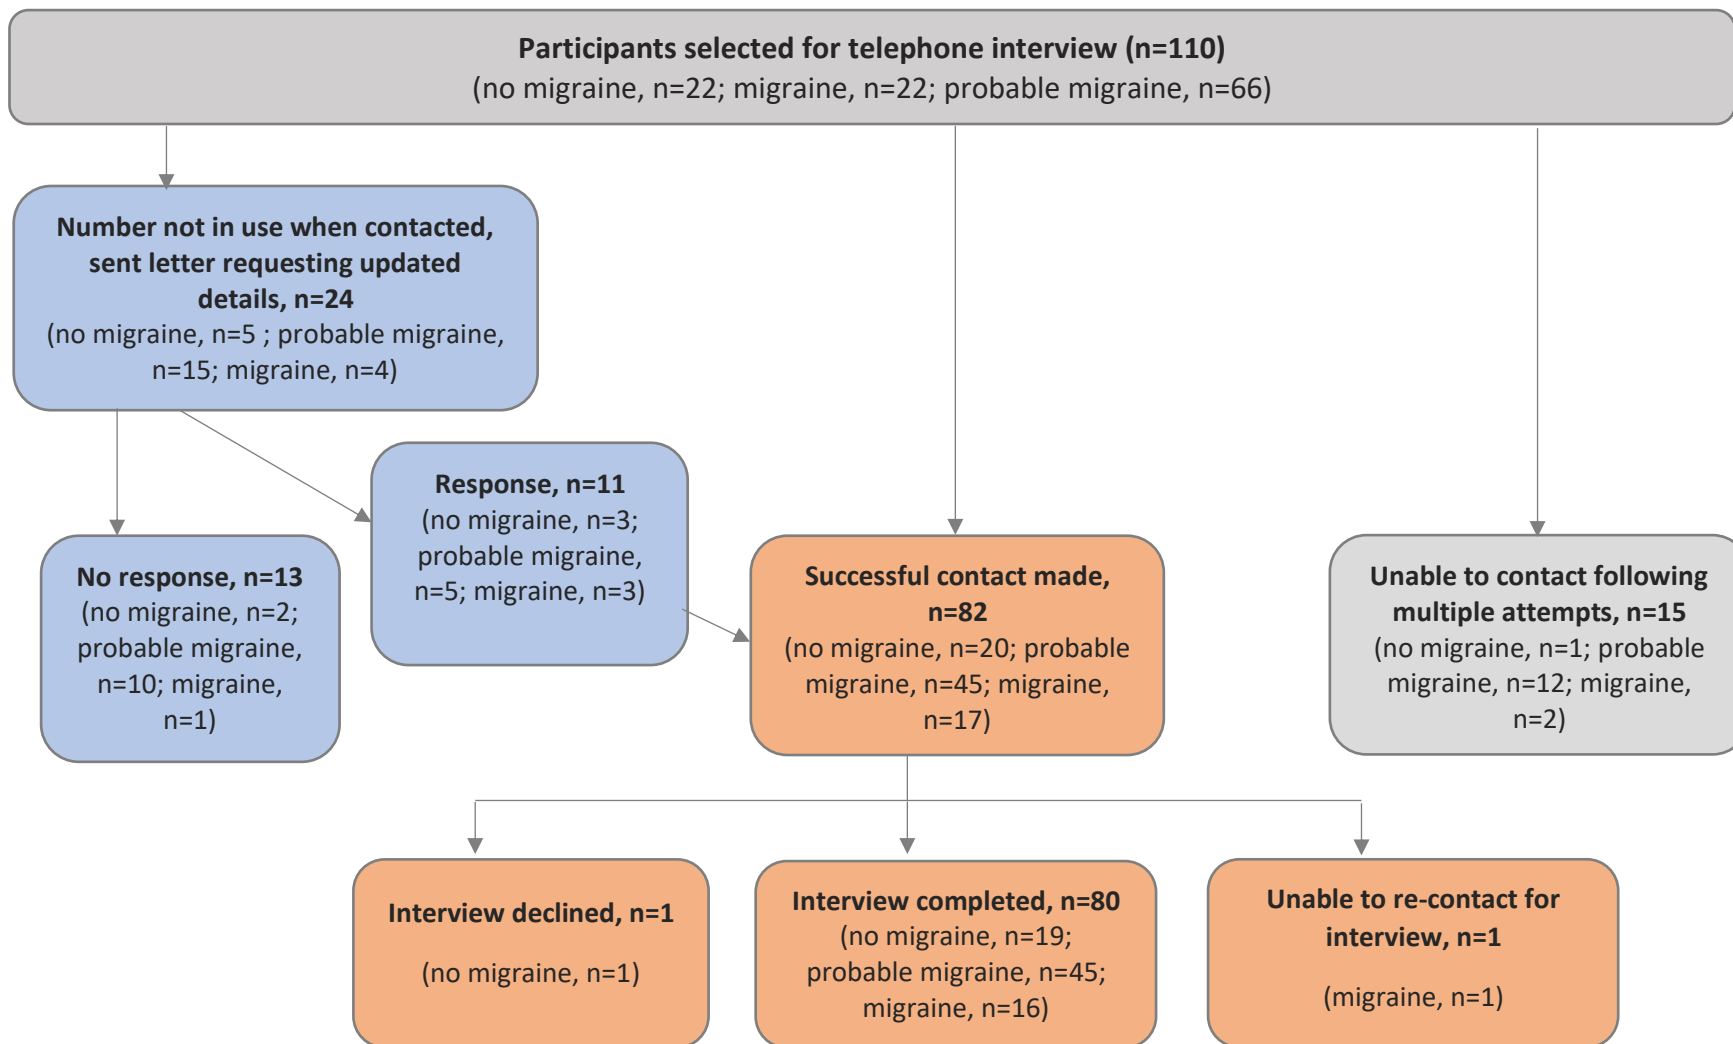 Participants selected for telephone interview (n=110)
(no migraine, n=22; migraine, n=22; probable migraine, n=66)
Number not in use when contacted,
sent letter requesting updated
details, n=24
(no migraine, n=5 ; probable migraine,
n=15; migraine, n=4)
Response, n=11
(no migraine, n=3;
probable migraine,
n=5; migraine, n=3)
No response, n=13
(no migraine, n=2;
probable migraine,
n=10; migraine,
n=1)
Successful contact made,
n=82
(no migraine, n=20; probable
migraine, n=45; migraine,
n=17)
Unable to contact following
multiple attempts, n=15
(no migraine, n=1; probable
migraine, n=12; migraine,
n=2)
Interview declined, n=1
(no migraine, n=1)
Interview completed, n=80
(no migraine, n=19;
probable migraine, n=45;
migraine, n=16)
Unable to re-contact for
interview, n=1
(migraine, n=1)